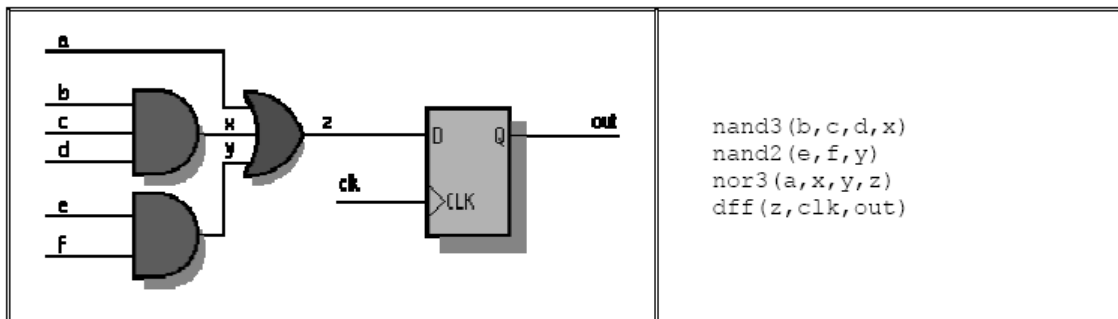 a
b
c
d
x
y
z
e
f
D
Q
out
clk
CLK
nand3(b,c,d,x)
nand2(e,f,y)
nor3(a,x,y,z)
dff(z,clk,out)